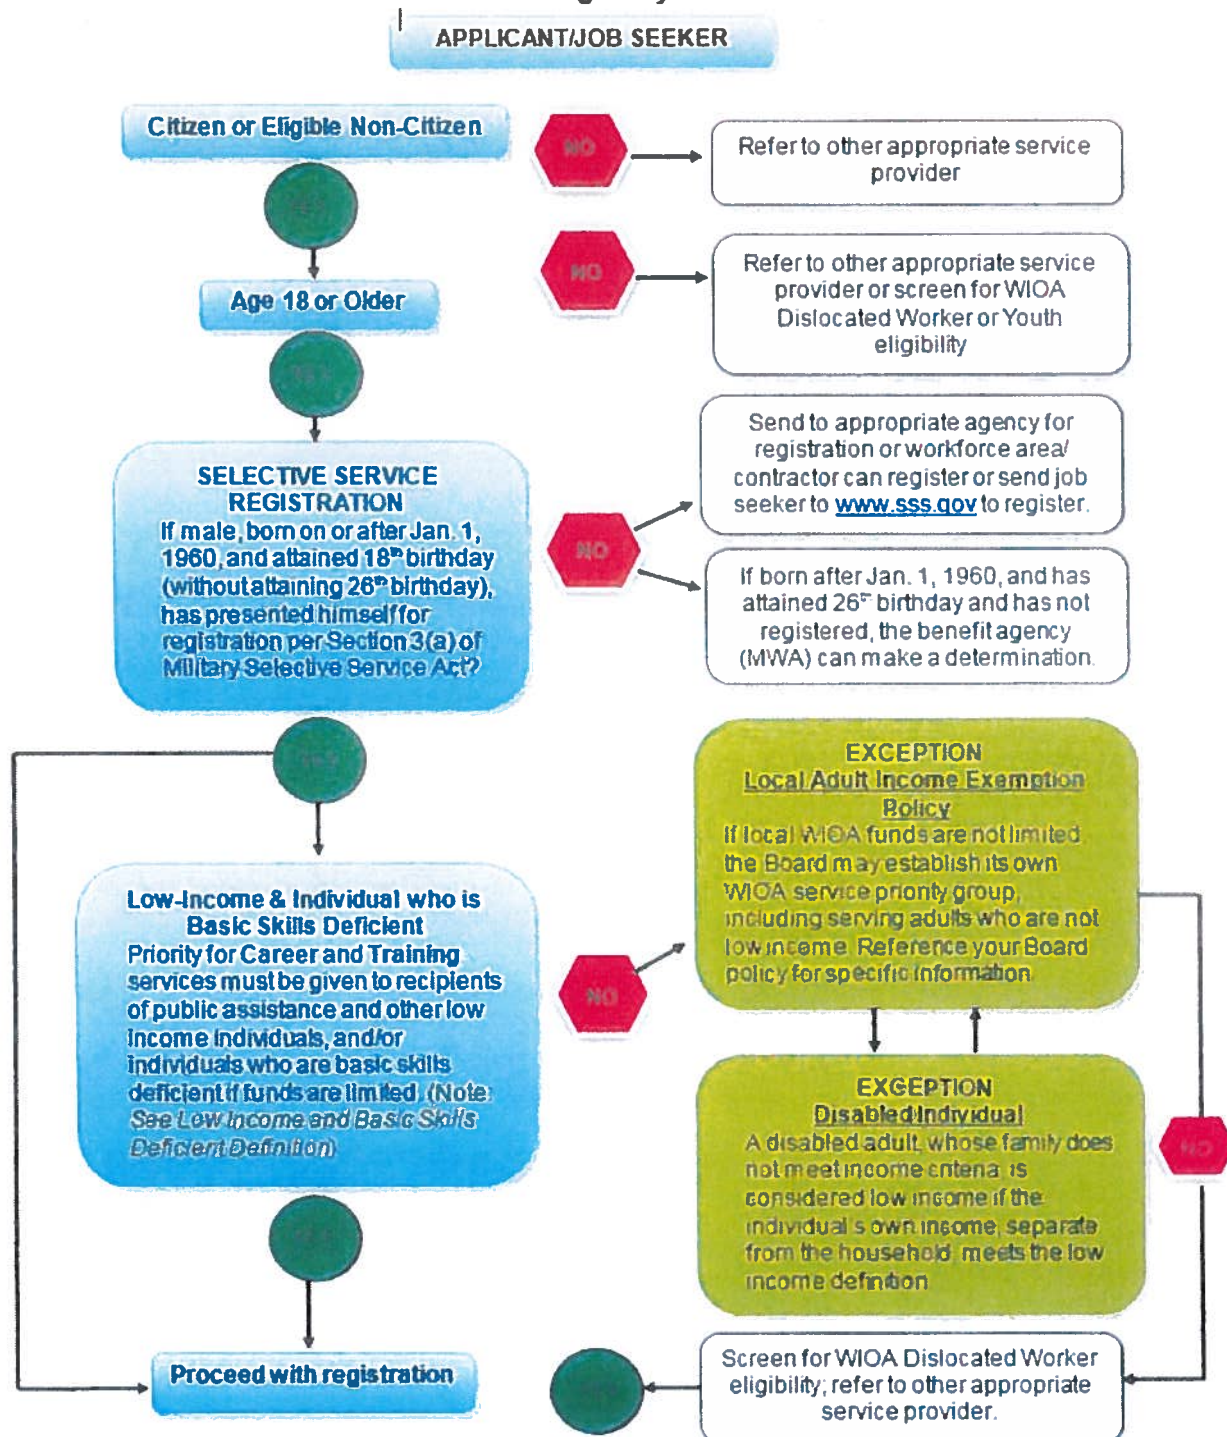 APPLICANT/JOB SEEKER
Citizen or Eligible Non-Citizen
NO
Refer to other appropriate service
provider
YES
NO
Refer to other appropriate service
provider or screen for WIOA
Dislocated Worker or Youth
eligibility
Age 18 or Older
YES
Send to appropriate agency for
registration or workforce area/
contractor can register or send job
seeker to www.sss.gov to register.
SELECTIVE SERVICE
REGISTRATION
If male, born on or after Jan. 1,
1960, and attained 18th birthday
(without attaining 26th birthday),
has presented himself for
registration per Section 3(a) of
Military Selective Service Act?
NO
If born after Jan. 1, 1960, and has
attained 26th birthday and has not
registered, the benefit agency
(MWA) can make a determination.
YES
EXCEPTION
Local Adult Income Exemption
Policy
If local WIOA funds are not limited
the Board may establish its own
WIOA service priority group,
including serving adults who are not
low income. Reference your Board
policy for specific information
Low-Income & Individual who is
Basic Skills Deficient
Priority for Career and Training
services must be given to recipients
of public assistance and other low
income individuals, and/or
individuals who are basic skills
deficient if funds are limited. (Note:
See Low Income and Basic Skills
Deficient Definition)
NO
EXCEPTION
Disabled Individual
A disabled adult, whose family does
not meet income criteria is
considered low income if the
individual's own income, separate
from the household, meets the low
income definition
NO
Proceed with registration
Screen for WIOA Dislocated Worker
eligibility; refer to other appropriate
service provider.